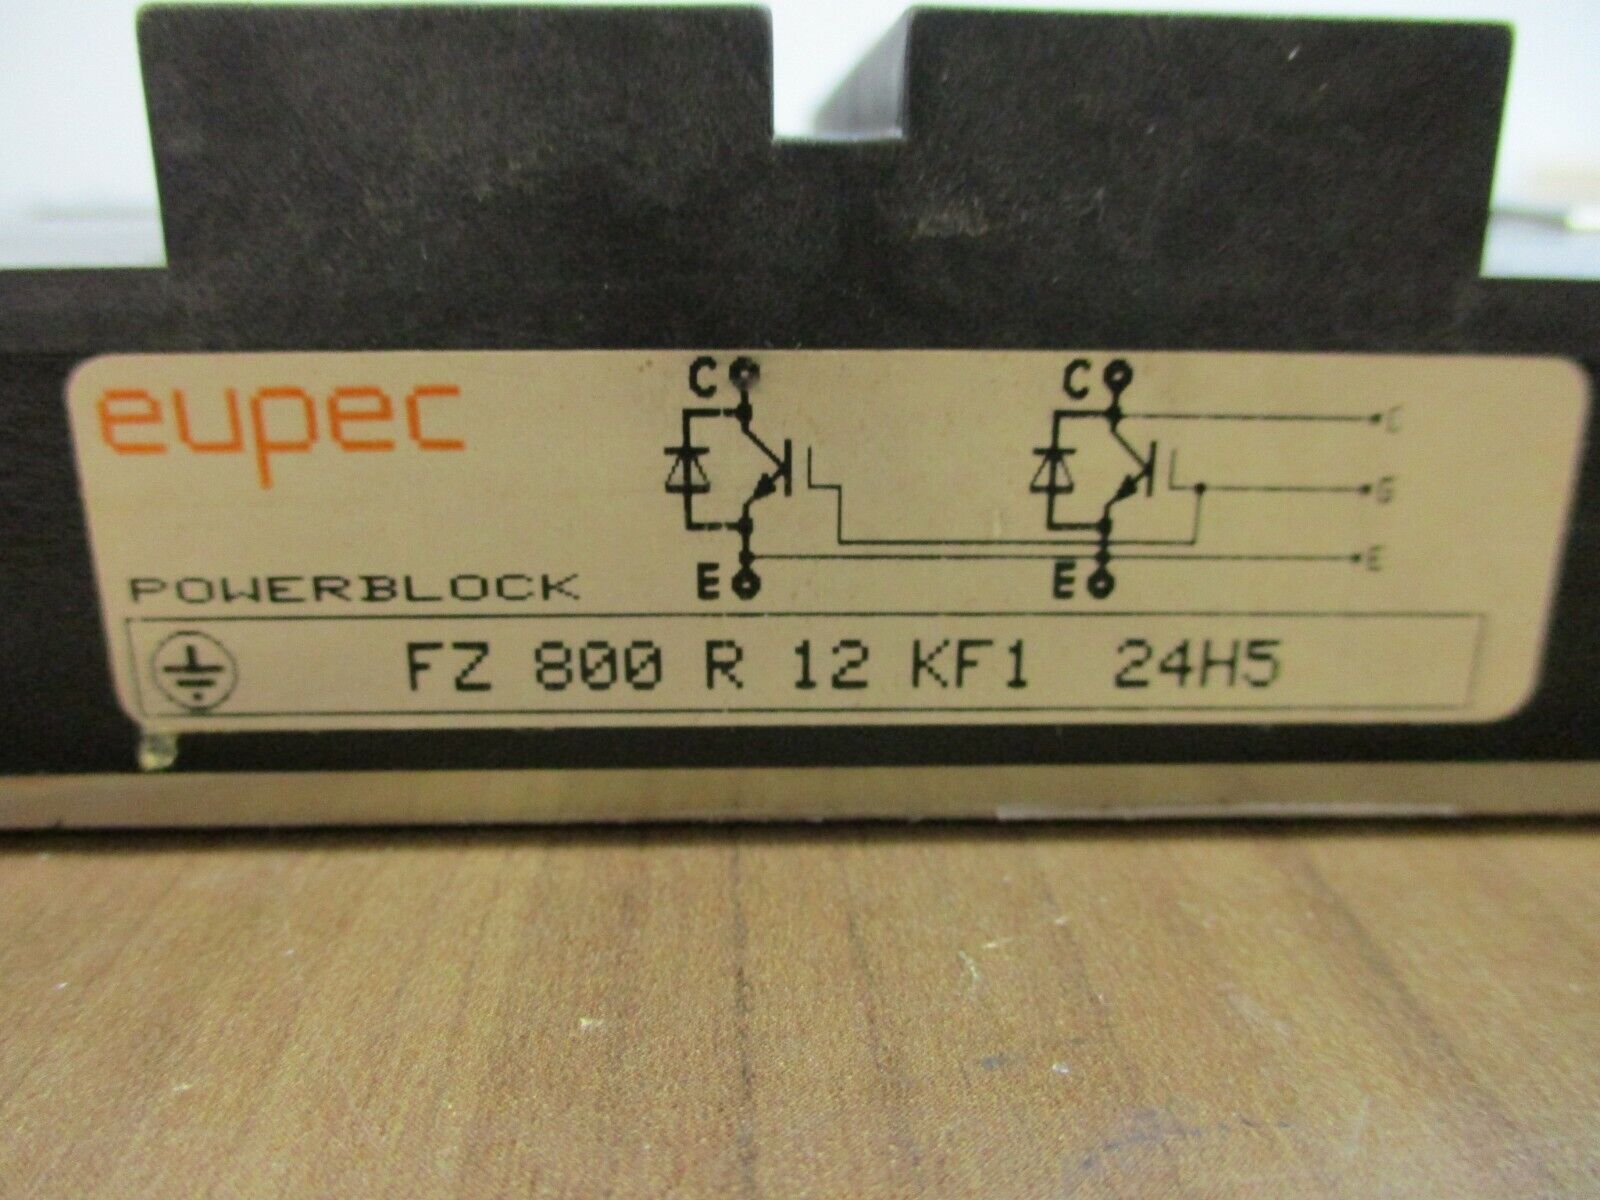 eupec
C C
C
G
E
E E
POWERBLOCK
FZ 800 R 12 KF1 24H5